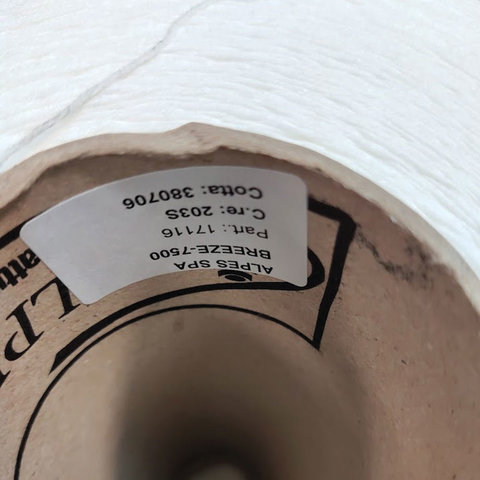 ALPES SPA
BREEZE-7500
Part.: 17116
C.re: 203S
Cotta: 380706